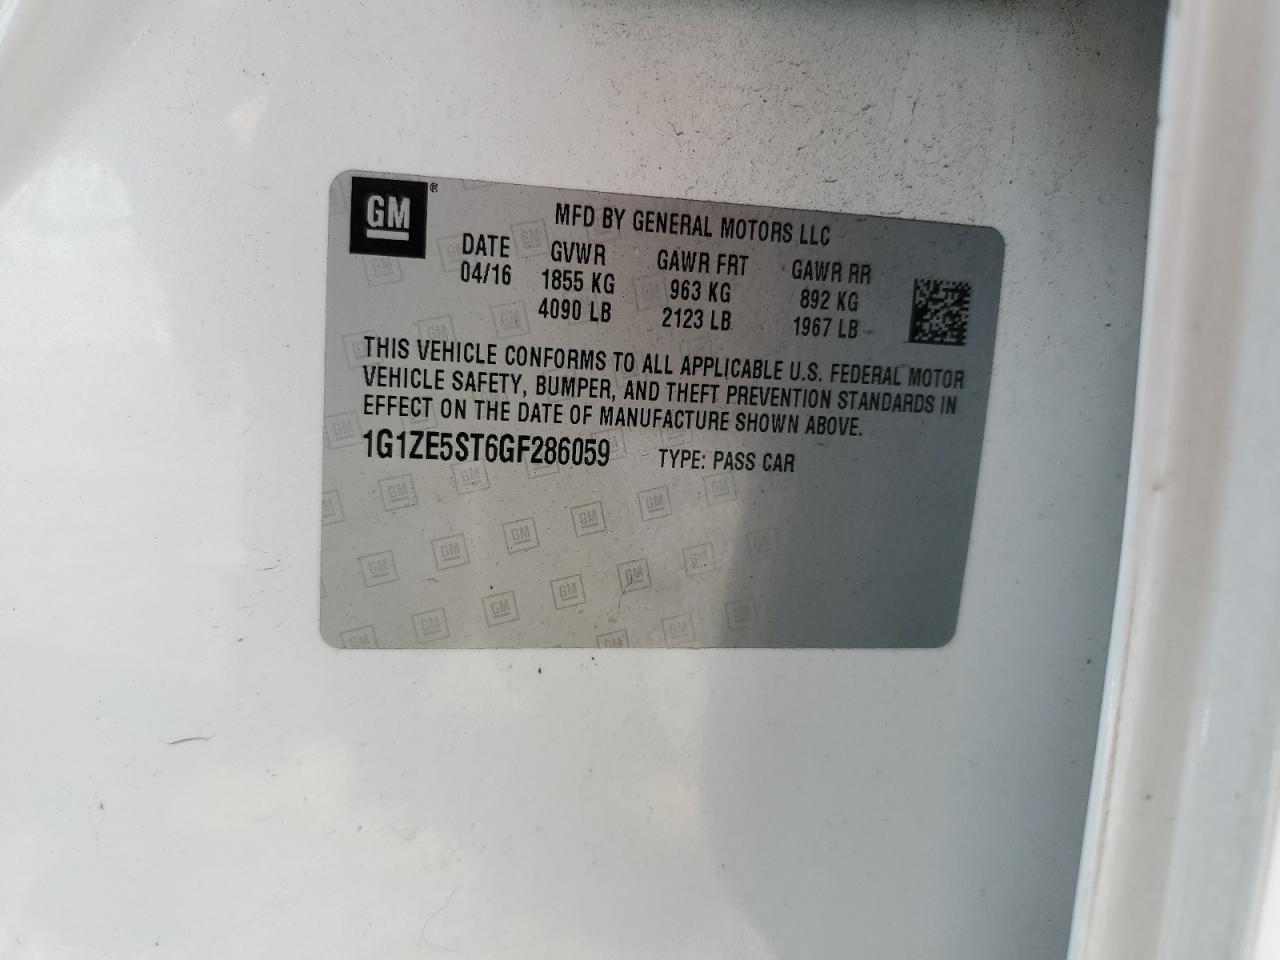 GM®
MFD BY GENERAL MOTORS LLC
DATE GVWR GAWR FRT GAWR RR
04/16 1855 KG 963 KG 892 KG
4090 LB 2123 LB 1967 LB
THIS VEHICLE CONFORMS TO ALL APPLICABLE U.S. FEDERAL MOTOR
VEHICLE SAFETY, BUMPER, AND THEFT PREVENTION STANDARDS IN
EFFECT ON THE DATE OF MANUFACTURE SHOWN ABOVE.
1G1ZE5ST6GF286059 TYPE: PASS CAR